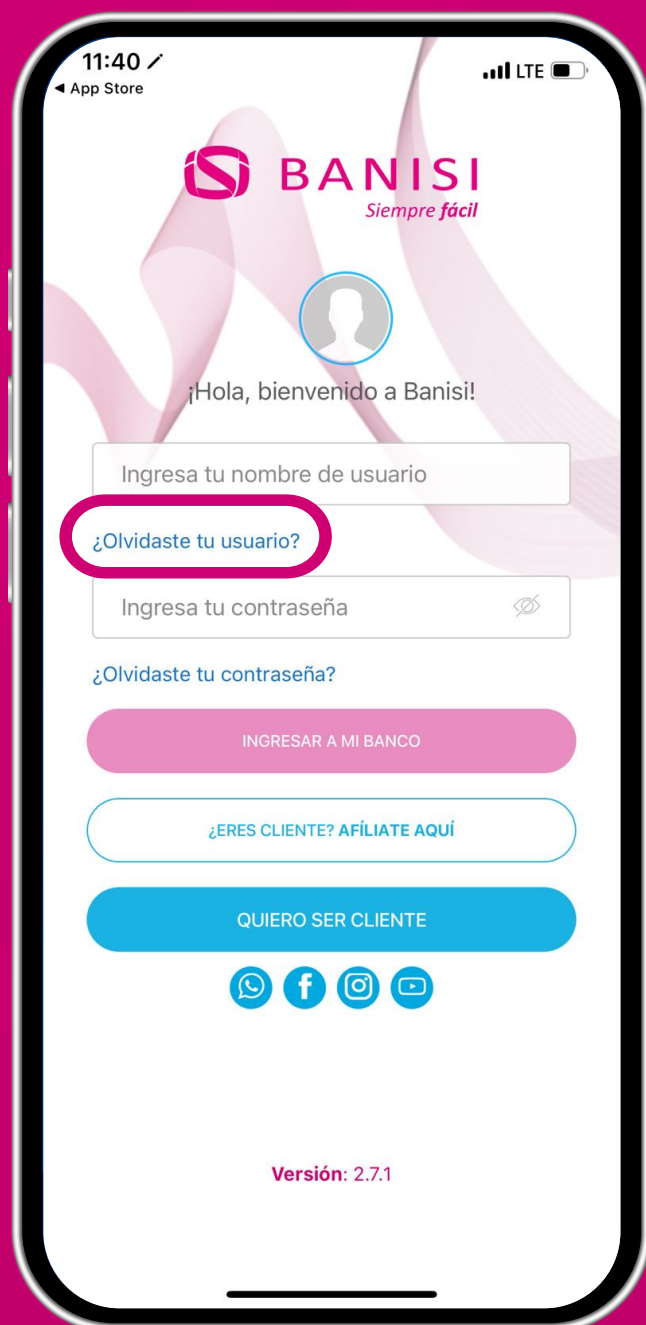 11:40
◀ App Store
LTE
BANISI
Siempre fácil
¡Hola, bienvenido a Banisi!
Ingresa tu nombre de usuario
¿Olvidaste tu usuario?
Ingresa tu contraseña
¿Olvidaste tu contraseña?
INGRESAR A MI BANCO
¿ERES CLIENTE? AFÍLIATE AQUÍ
QUIERO SER CLIENTE
Versión: 2.7.1